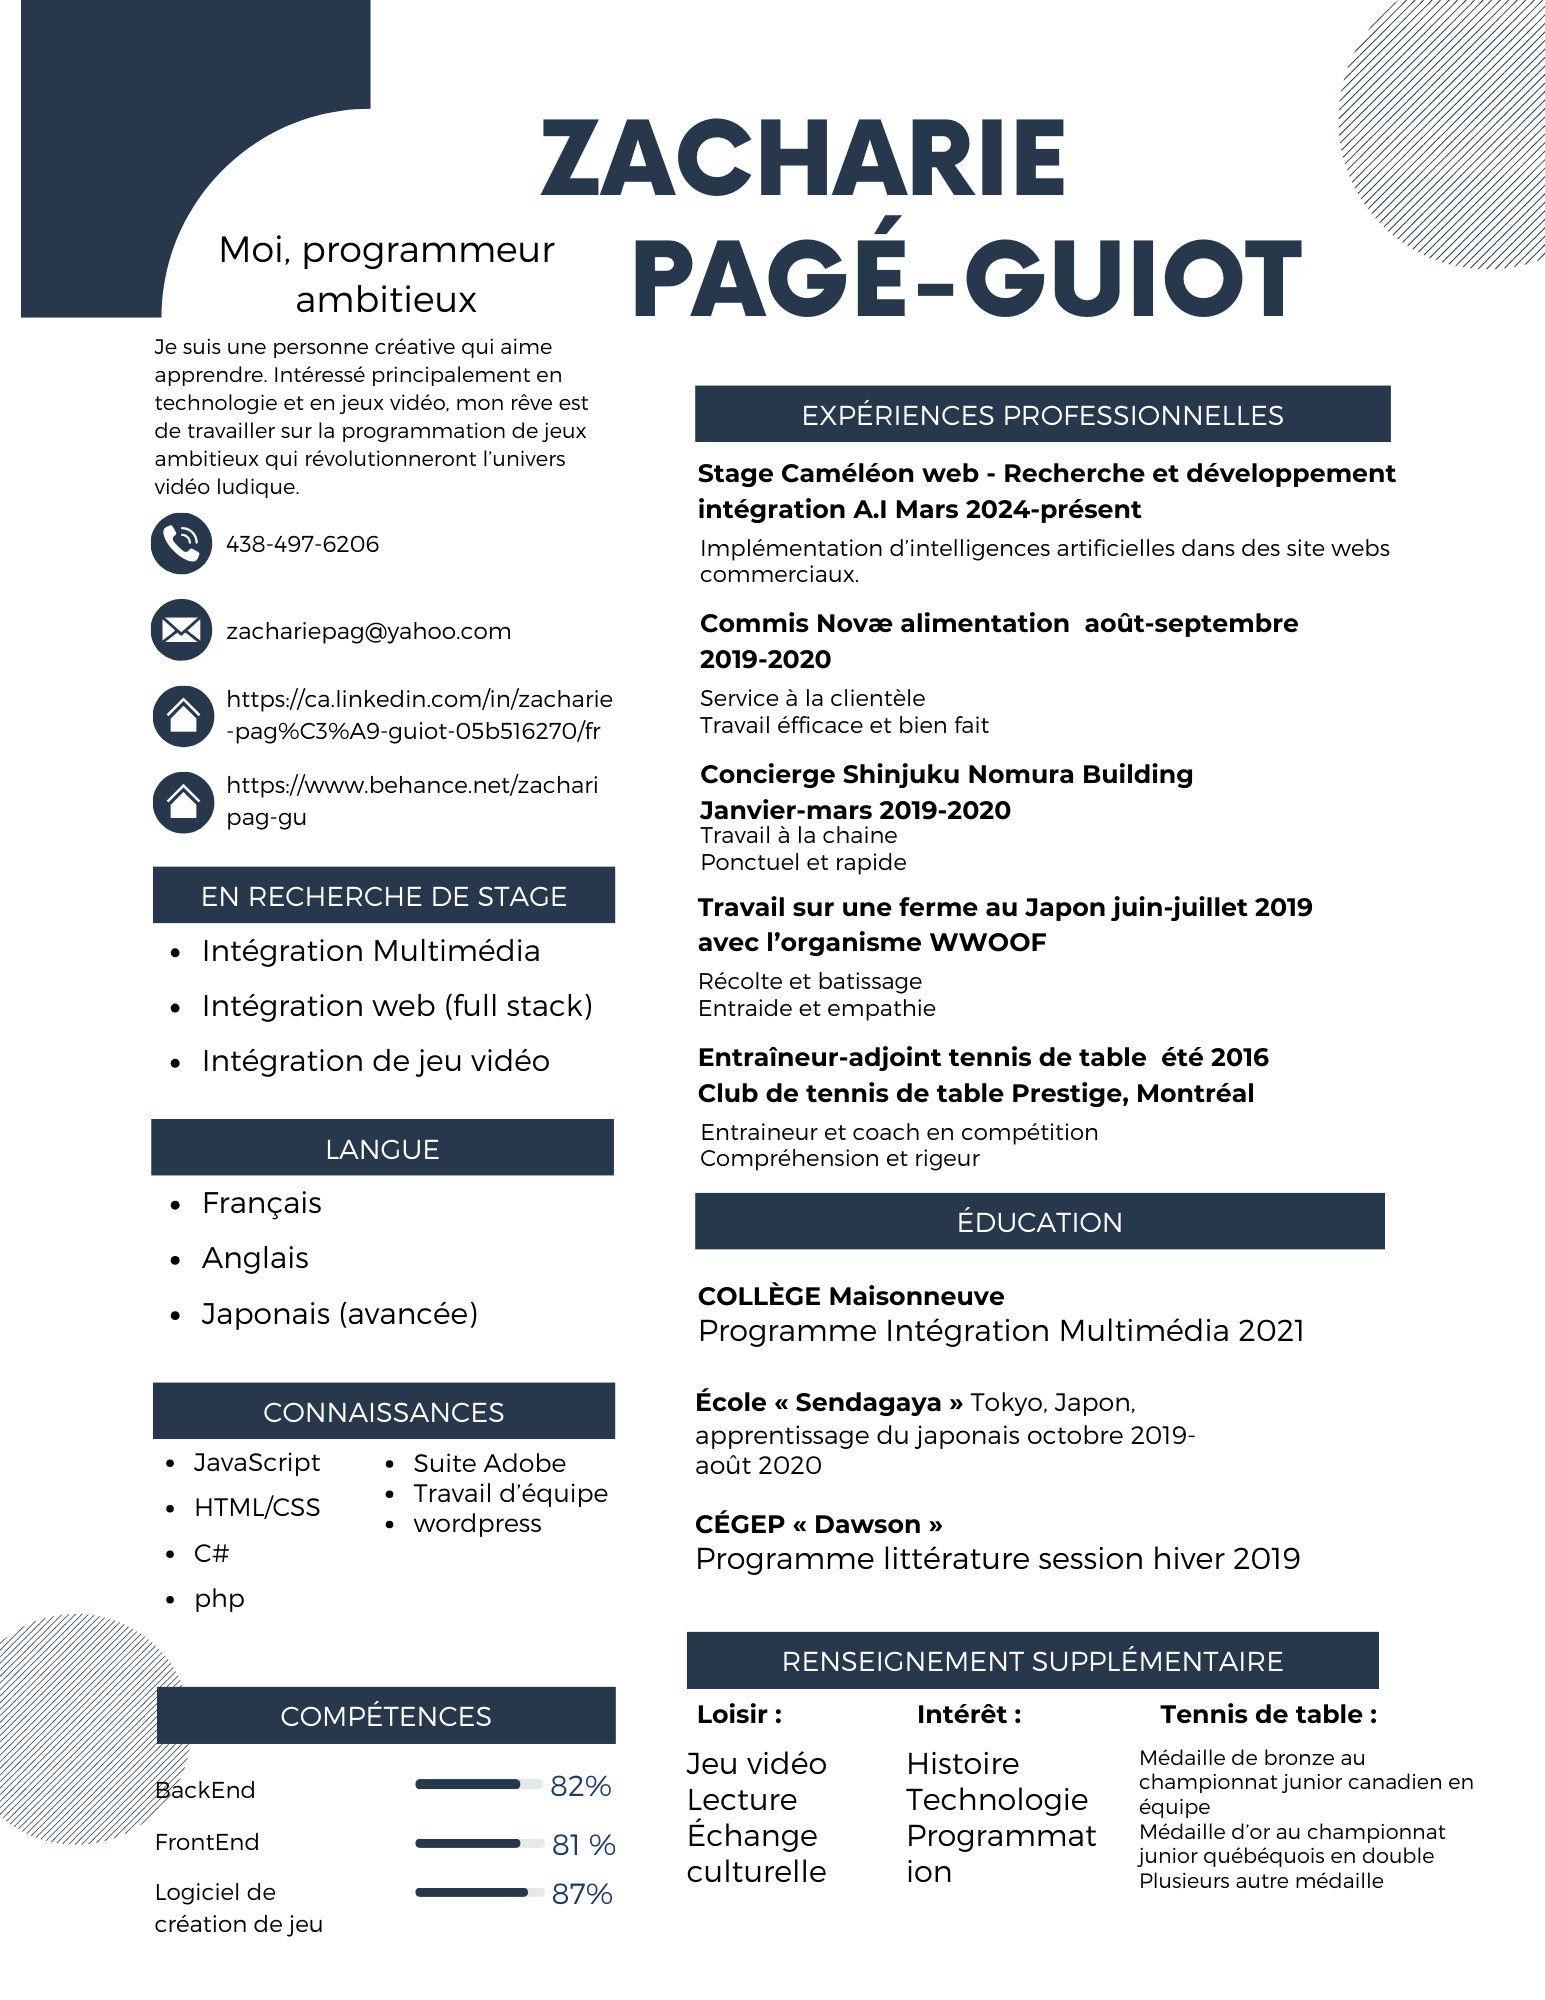 ZACHARIE
PAGÉ-GUIOT
Moi, programmeur
ambitieux
Je suis une personne créative qui aime
apprendre. Intéressé principalement en
technologie et en jeux vidéo, mon rêve est
de travailler sur la programmation de jeux
ambitieux qui révolutionneront l’univers
vidéo ludique.
438-497-6206
zachariepag@yahoo.com
https://ca.linkedin.com/in/zacharie
-pag%C3%A9-guiot-05b516270/fr
https://www.behance.net/zachari
pag-gu
EN RECHERCHE DE STAGE
• Intégration Multimédia
• Intégration web (full stack)
• Intégration de jeu vidéo
LANGUE
• Français
• Anglais
• Japonais (avancée)
CONNAISSANCES
• JavaScript
• HTML/CSS
• C#
• php
• Suite Adobe
• Travail d’équipe
• wordpress
COMPÉTENCES
BackEnd 82%
FrontEnd 81 %
Logiciel de 87%
création de jeu
EXPÉRIENCES PROFESSIONNELLES
Stage Caméléon web - Recherche et développement
intégration A.I Mars 2024-présent
Implémentation d’intelligences artificielles dans des site webs
commerciaux.
Commis Novæ alimentation  août-septembre
2019-2020
Service à la clientèle
Travail éfficace et bien fait
Concierge Shinjuku Nomura Building
Janvier-mars 2019-2020
Travail à la chaine
Ponctuel et rapide
Travail sur une ferme au Japon juin-juillet 2019
avec l’organisme WWOOF
Récolte et batissage
Entraide et empathie
Entraîneur-adjoint tennis de table  été 2016
Club de tennis de table Prestige, Montréal
Entraineur et coach en compétition
Compréhension et rigeur
ÉDUCATION
COLLÈGE Maisonneuve
Programme Intégration Multimédia 2021
École « Sendagaya » Tokyo, Japon,
apprentissage du japonais octobre 2019-
août 2020
CÉGEP « Dawson »
Programme littérature session hiver 2019
RENSEIGNEMENT SUPPLÉMENTAIRE
Loisir :
Jeu vidéo
Lecture
Échange
culturelle
Intérêt :
Histoire
Technologie
Programmat
ion
Tennis de table :
Médaille de bronze au
championnat junior canadien en
équipe
Médaille d’or au championnat
junior québéquois en double
Plusieurs autre médaille